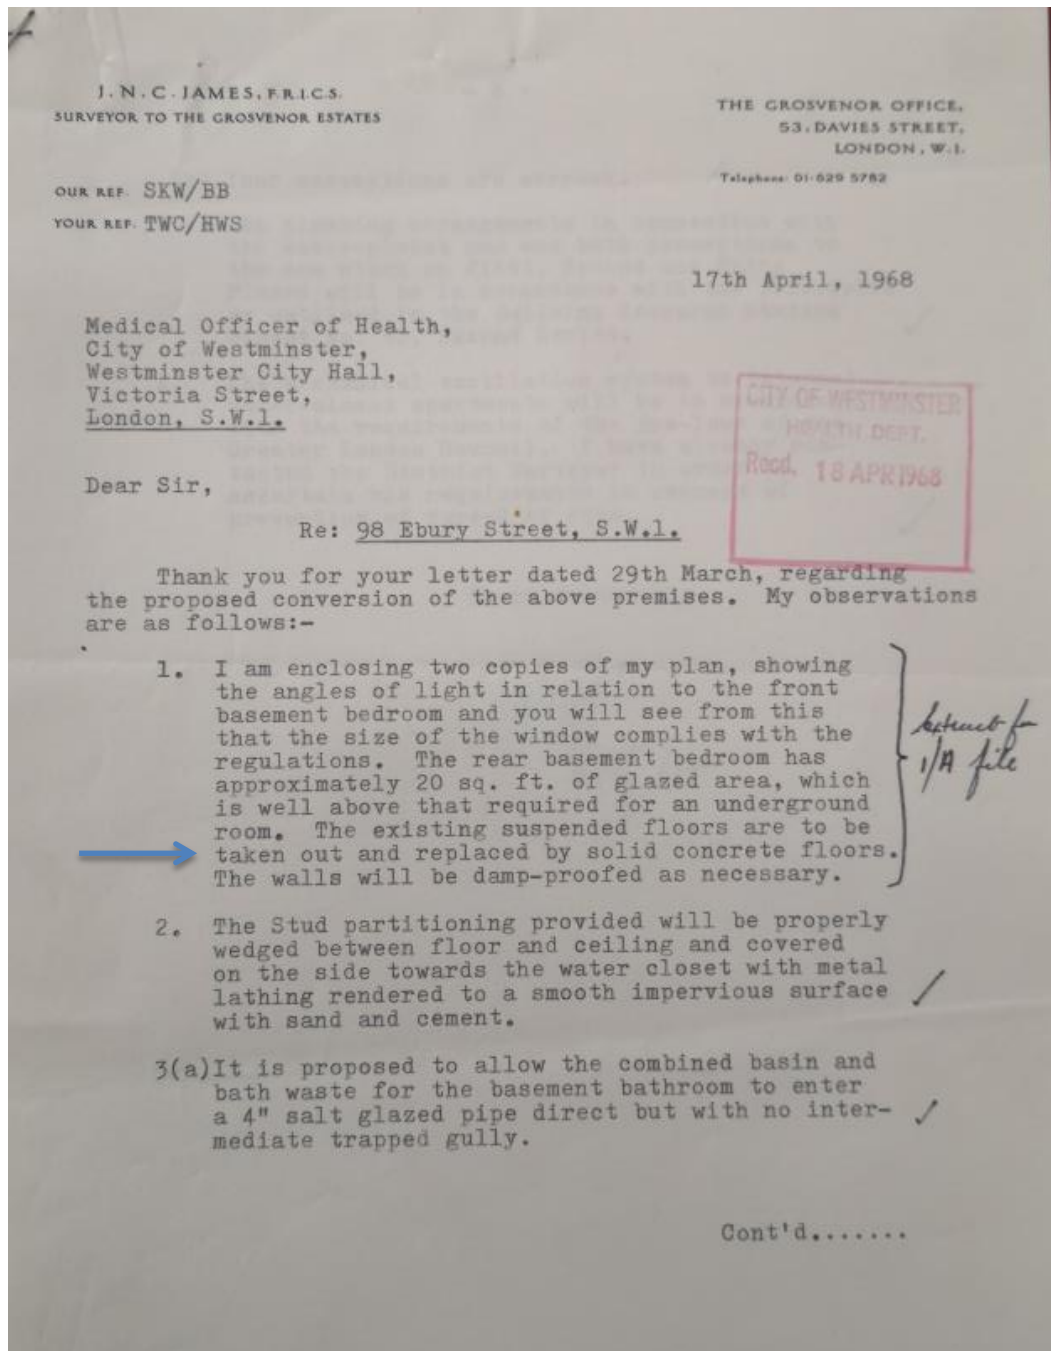 J.N.C. JAMES, F.R.I.C.S.
SURVEYOR TO THE GROSVENOR ESTATES
THE GROSVENOR OFFICE,
53, DAVIES STREET,
LONDON, W.1.
Telephone: 01-629 5782
OUR REF. SKW/BB
YOUR REF. TWC/HWS
17th April, 1968
Medical Officer of Health,
City of Westminster,
Westminster City Hall,
Victoria Street,
London, S.W.1.
CITY OF WESTMINSTER
HEALTH DEPT.
Recd. 18 APR 1968
Dear Sir,
Re: 98 Ebury Street, S.W.1.
Thank you for your letter dated 29th March, regarding
the proposed conversion of the above premises. My observations
are as follows:-
1. I am enclosing two copies of my plan, showing
the angles of light in relation to the front
basement bedroom and you will see from this
that the size of the window complies with the
regulations. The rear basement bedroom has
approximately 20 sq. ft. of glazed area, which
is well above that required for an underground
room. The existing suspended floors are to be
taken out and replaced by solid concrete floors.
The walls will be damp-proofed as necessary.
Extract for
1/A file
2. The Stud partitioning provided will be properly
wedged between floor and ceiling and covered
on the side towards the water closet with metal
lathing rendered to a smooth impervious surface
with sand and cement.
3(a) It is proposed to allow the combined basin and
bath waste for the basement bathroom to enter
a 4" salt glazed pipe direct but with no inter-
mediate trapped gully.
Cont'd.......